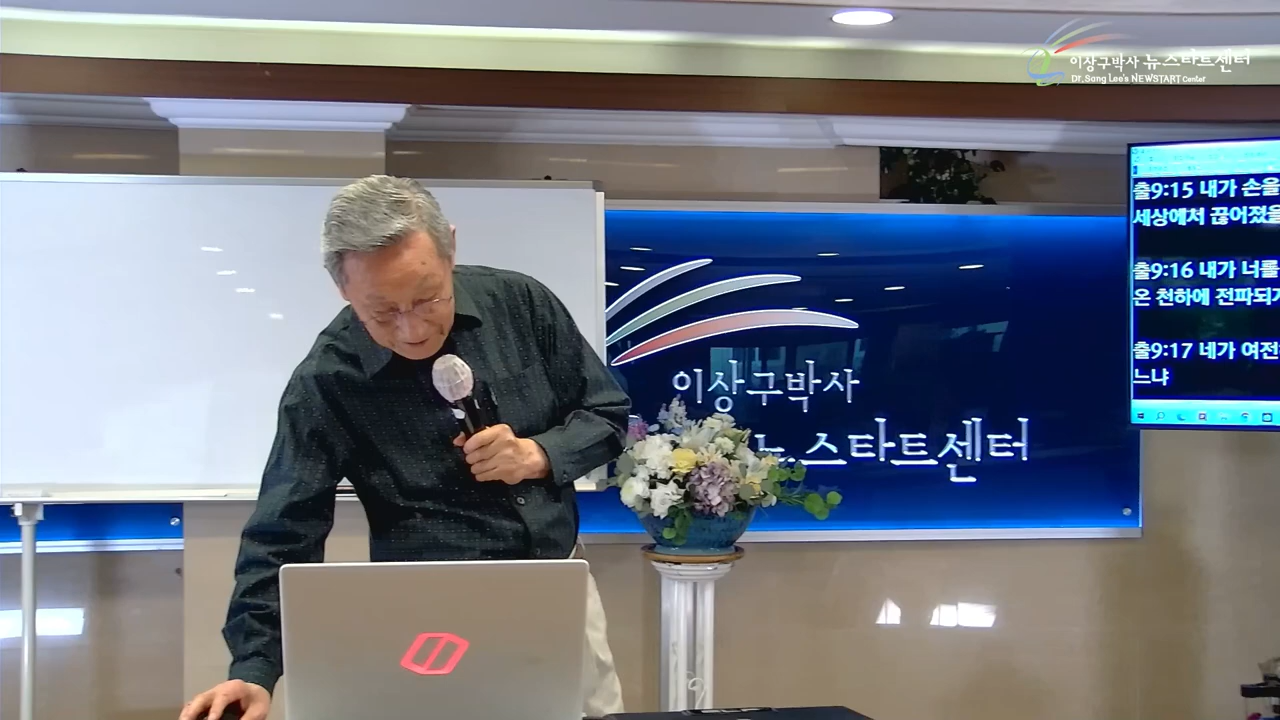 이상구박사 뉴스타트센터
Dr. Sang Lee's NEWSTART Center
출9:15 내가 손을
세상에서 끊어졌을
출9:16 내가 너를
온 천하에 전파되기
출9:17 네가 여전
느냐
이상구박사
뉴스타트센터